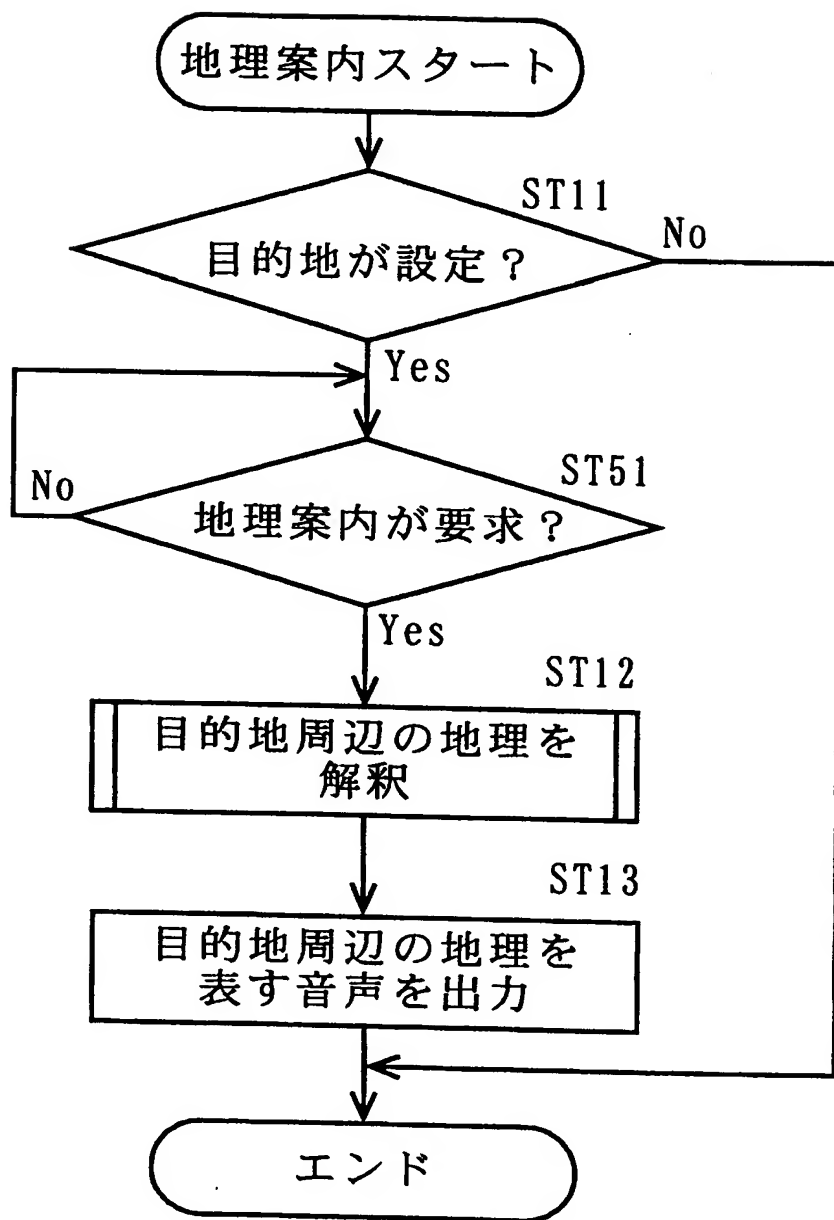 地理案内スタート
ST11
目的地が設定？
No
Yes
ST51
No
地理案内が要求？
Yes
ST12
目的地周辺の地理を
解釈
ST13
目的地周辺の地理を
表す音声を出力
エンド